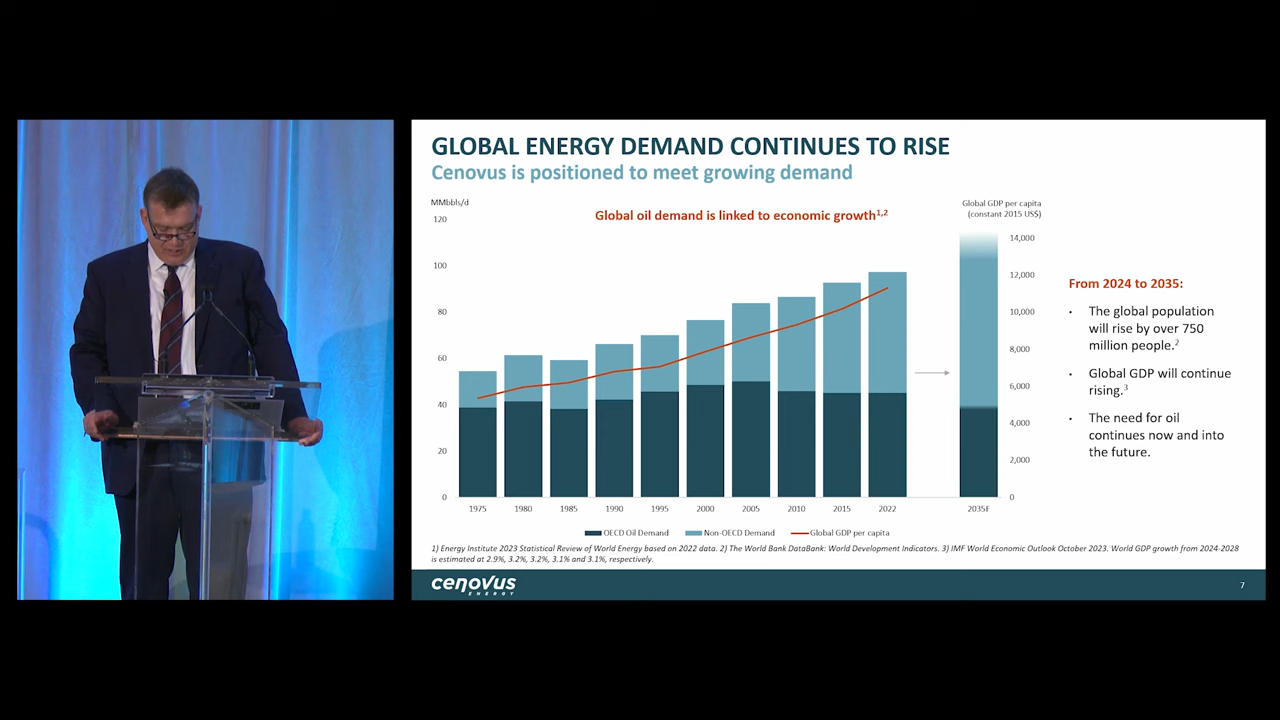 GLOBAL ENERGY DEMAND CONTINUES TO RISE
Cenovus is positioned to meet growing demand
MMbbls/d
Global oil demand is linked to economic growth1,2
Global GDP per capita
(constant 2015 US$)
120
100
80
60
40
20
0
14,000
12,000
10,000
8,000
6,000
4,000
2,000
0
1975 1980 1985 1990 1995 2000 2005 2010 2015 2022 2035F
OECD Oil Demand Non-OECD Demand Global GDP per capita
From 2024 to 2035:
• The global population
will rise by over 750
million people.2
• Global GDP will continue
rising.3
• The need for oil
continues now and into
the future.
1) Energy Institute 2023 Statistical Review of World Energy based on 2022 data. 2) The World Bank DataBank: World Development Indicators. 3) IMF World Economic Outlook October 2023. World GDP growth from 2024-2028
is estimated at 2.9%, 3.2%, 3.2%, 3.1% and 3.1%, respectively.
cenovus
ENERGY
7